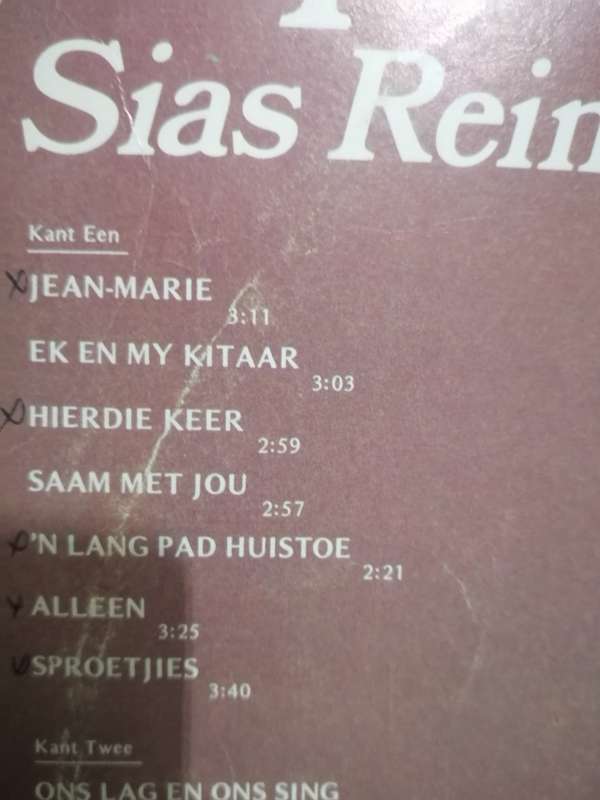 Sias Rein
Kant Een
JEAN-MARIE
3:11
EK EN MY KITAAR
3:03
HIERDIE KEER
2:59
SAAM MET JOU
2:57
'N LANG PAD HUISTOE
2:21
ALLEEN
3:25
SPROETJIES
3:40
Kant Twee
ONS LAG EN ONS SING